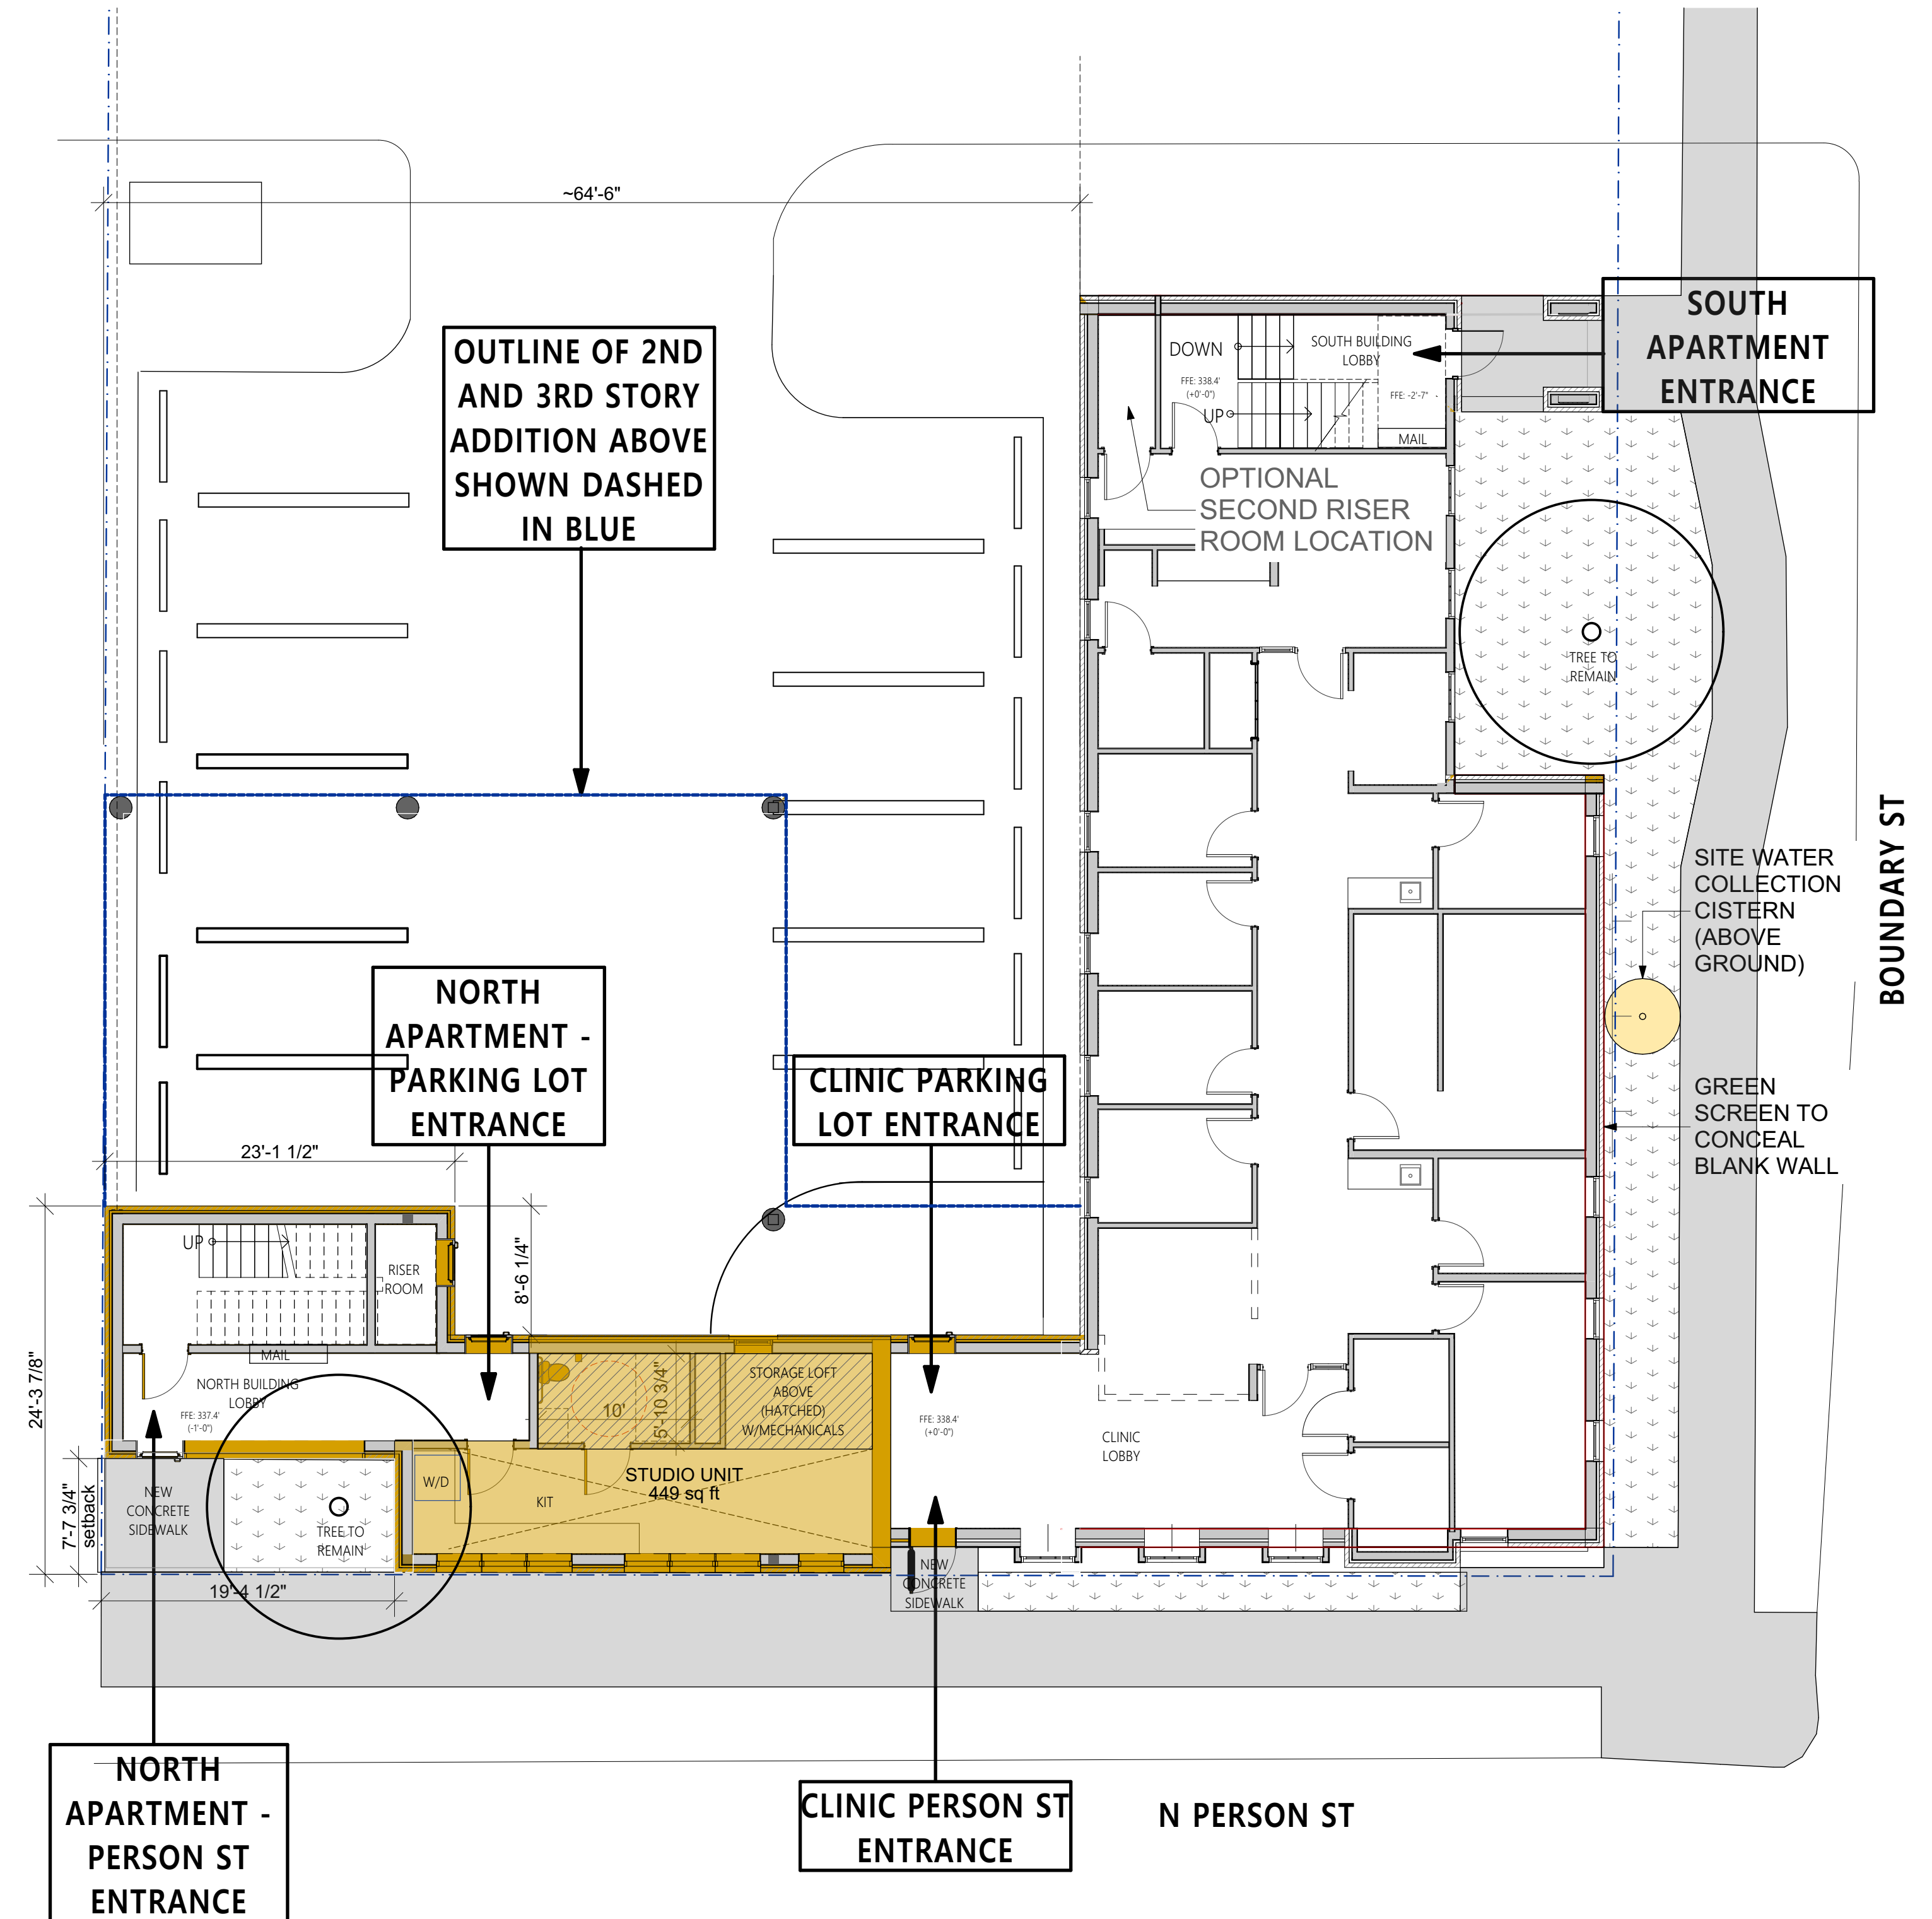 ~64'-6"
SOUTH
APARTMENT
ENTRANCE
OUTLINE OF 2ND
AND 3RD STORY
ADDITION ABOVE
SHOWN DASHED
IN BLUE
DOWN
SOUTH BUILDING
LOBBY
FFE: 338.4'
(+0'-0")
FFE: -2'-7"
UP
MAIL
OPTIONAL
SECOND RISER
ROOM LOCATION
TREE TO
REMAIN
BOUNDARY ST
SITE WATER
COLLECTION
CISTERN
(ABOVE
GROUND)
NORTH
APARTMENT -
PARKING LOT
ENTRANCE
CLINIC PARKING
LOT ENTRANCE
GREEN
SCREEN TO
CONCEAL
BLANK WALL
23'-1 1/2"
UP
RISER
ROOM
8'-6 1/4"
24'-3 7/8"
MAIL
NORTH BUILDING
LOBBY
FFE: 337.4'
(-1'-0")
10'
5'-10 3/4"
STORAGE LOFT
ABOVE
(HATCHED)
W/MECHANICALS
FFE: 338.4'
(+0'-0")
CLINIC
LOBBY
W/D
KIT
STUDIO UNIT
449 sq ft
7'-7 3/4"
setback
NEW
CONCRETE
SIDEWALK
TREE TO
REMAIN
19'-4 1/2"
NEW
CONCRETE
SIDEWALK
NORTH
APARTMENT -
PERSON ST
ENTRANCE
CLINIC PERSON ST
ENTRANCE
N PERSON ST